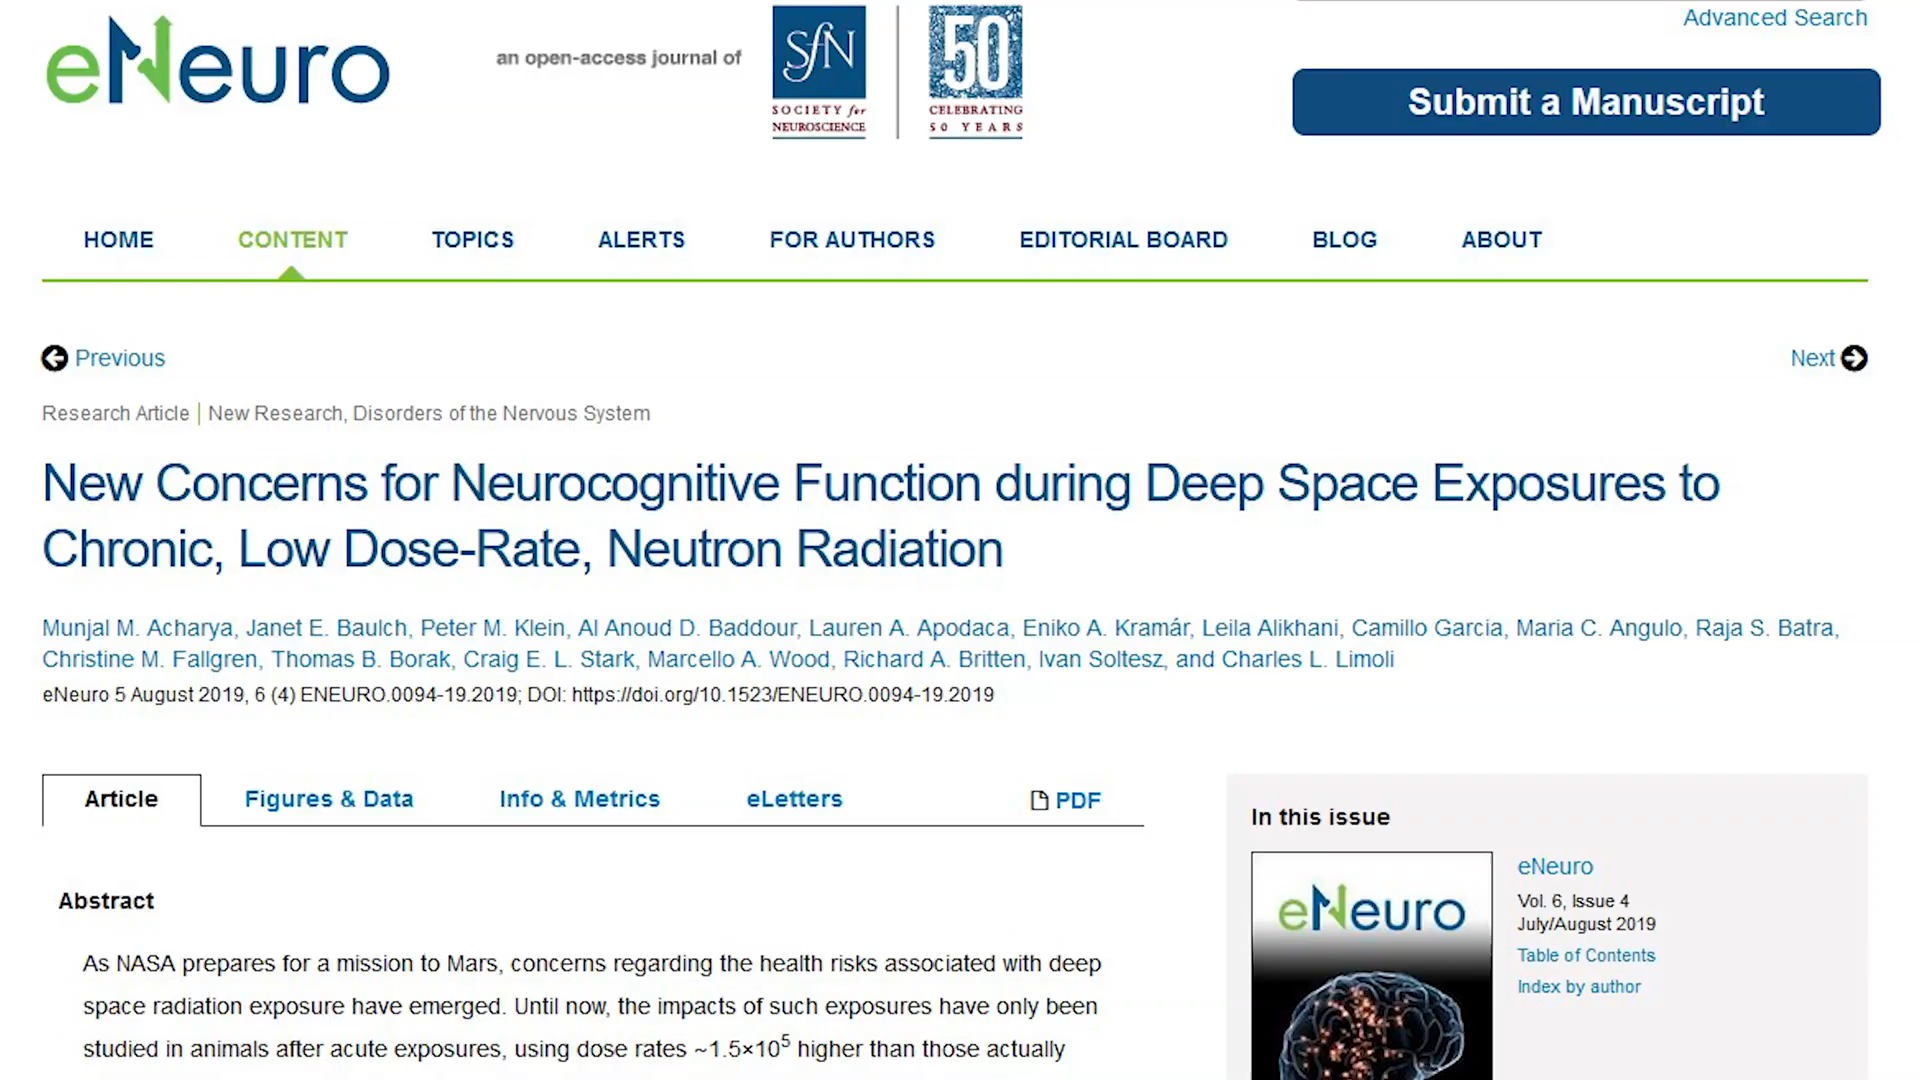 eNeuro
an open-access journal of
SfN
SOCIETY for
NEUROSCIENCE
50
CELEBRATING
50 YEARS
Advanced Search
Submit a Manuscript
HOME CONTENT TOPICS ALERTS FOR AUTHORS EDITORIAL BOARD BLOG ABOUT
Previous
Next
Research Article | New Research, Disorders of the Nervous System
New Concerns for Neurocognitive Function during Deep Space Exposures to
Chronic, Low Dose-Rate, Neutron Radiation
Munjal M. Acharya, Janet E. Baulch, Peter M. Klein, Al Anoud D. Baddour, Lauren A. Apodaca, Eniko A. Kramár, Leila Alikhani, Camillo Garcia, Maria C. Angulo, Raja S. Batra,
Christine M. Fallgren, Thomas B. Borak, Craig E. L. Stark, Marcello A. Wood, Richard A. Britten, Ivan Soltesz, and Charles L. Limoli
eNeuro 5 August 2019, 6 (4) ENEURO.0094-19.2019; DOI: https://doi.org/10.1523/ENEURO.0094-19.2019
Article Figures & Data Info & Metrics eLetters PDF
Abstract
As NASA prepares for a mission to Mars, concerns regarding the health risks associated with deep
space radiation exposure have emerged. Until now, the impacts of such exposures have only been
studied in animals after acute exposures, using dose rates ~1.5×10⁵ higher than those actually
In this issue
eNeuro
eNeuro
Vol. 6, Issue 4
July/August 2019
Table of Contents
Index by author